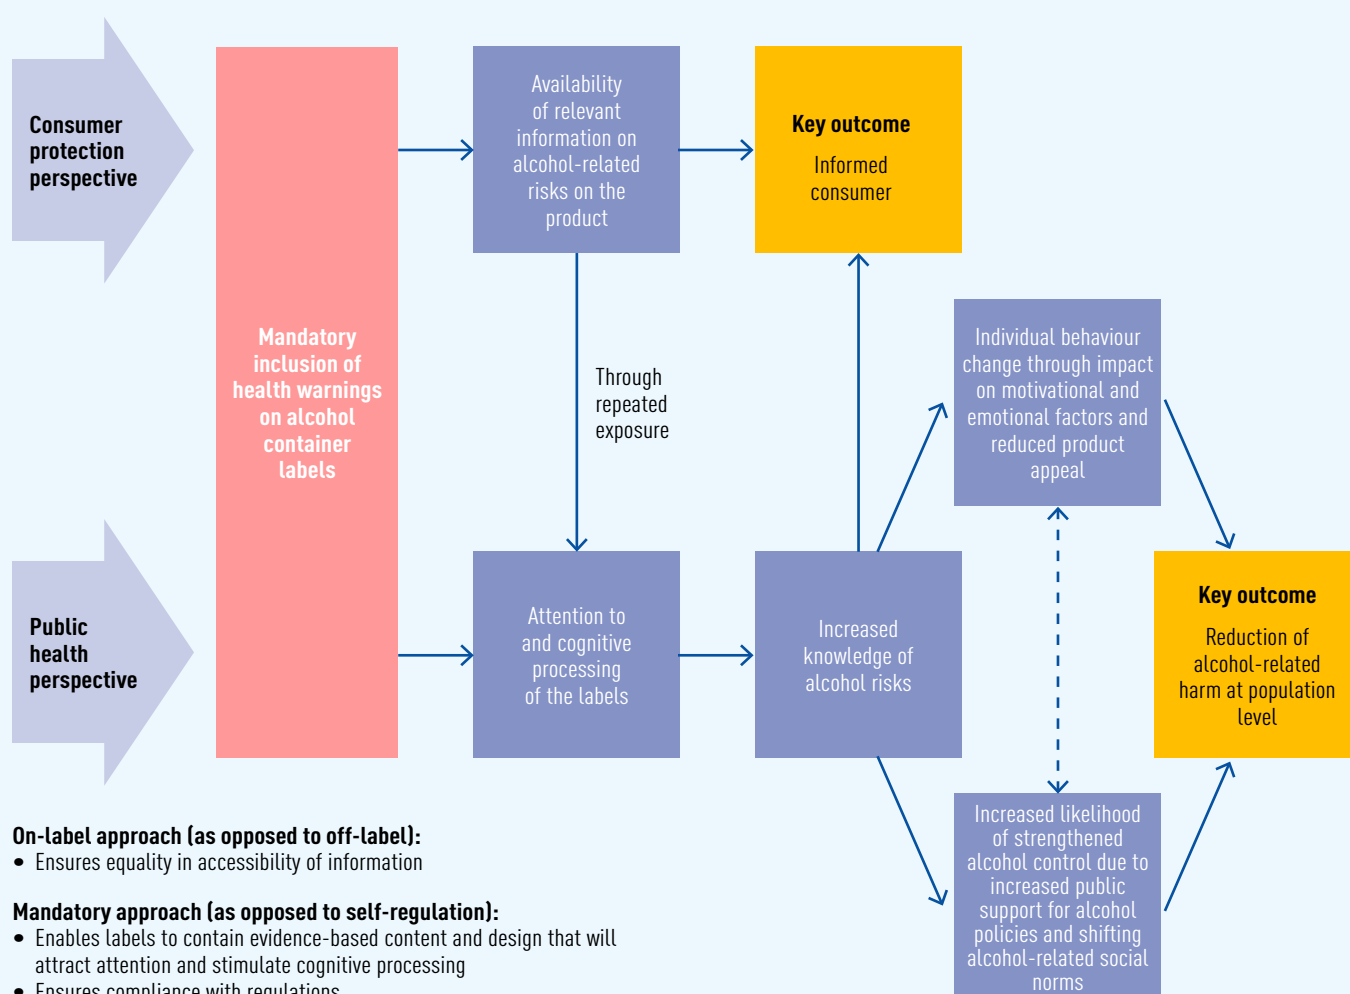 Consumer
protection
perspective
Mandatory
inclusion of
health warnings
on alcohol
container
labels
Availability
of relevant
information on
alcohol-related
risks on the
product
Key outcome
Informed
consumer
Through
repeated
exposure
Individual behaviour
change through impact
on motivational and
emotional factors and
reduced product
appeal
Public
health
perspective
Attention to
and cognitive
processing
of the labels
Increased
knowledge of
alcohol risks
Key outcome
Reduction of
alcohol-related
harm at population
level
Increased likelihood
of strengthened
alcohol control due to
increased public
support for alcohol
policies and shifting
alcohol-related social
norms
On-label approach (as opposed to off-label):
• Ensures equality in accessibility of information
Mandatory approach (as opposed to self-regulation):
• Enables labels to contain evidence-based content and design that will
attract attention and stimulate cognitive processing
• Ensures compliance with regulations